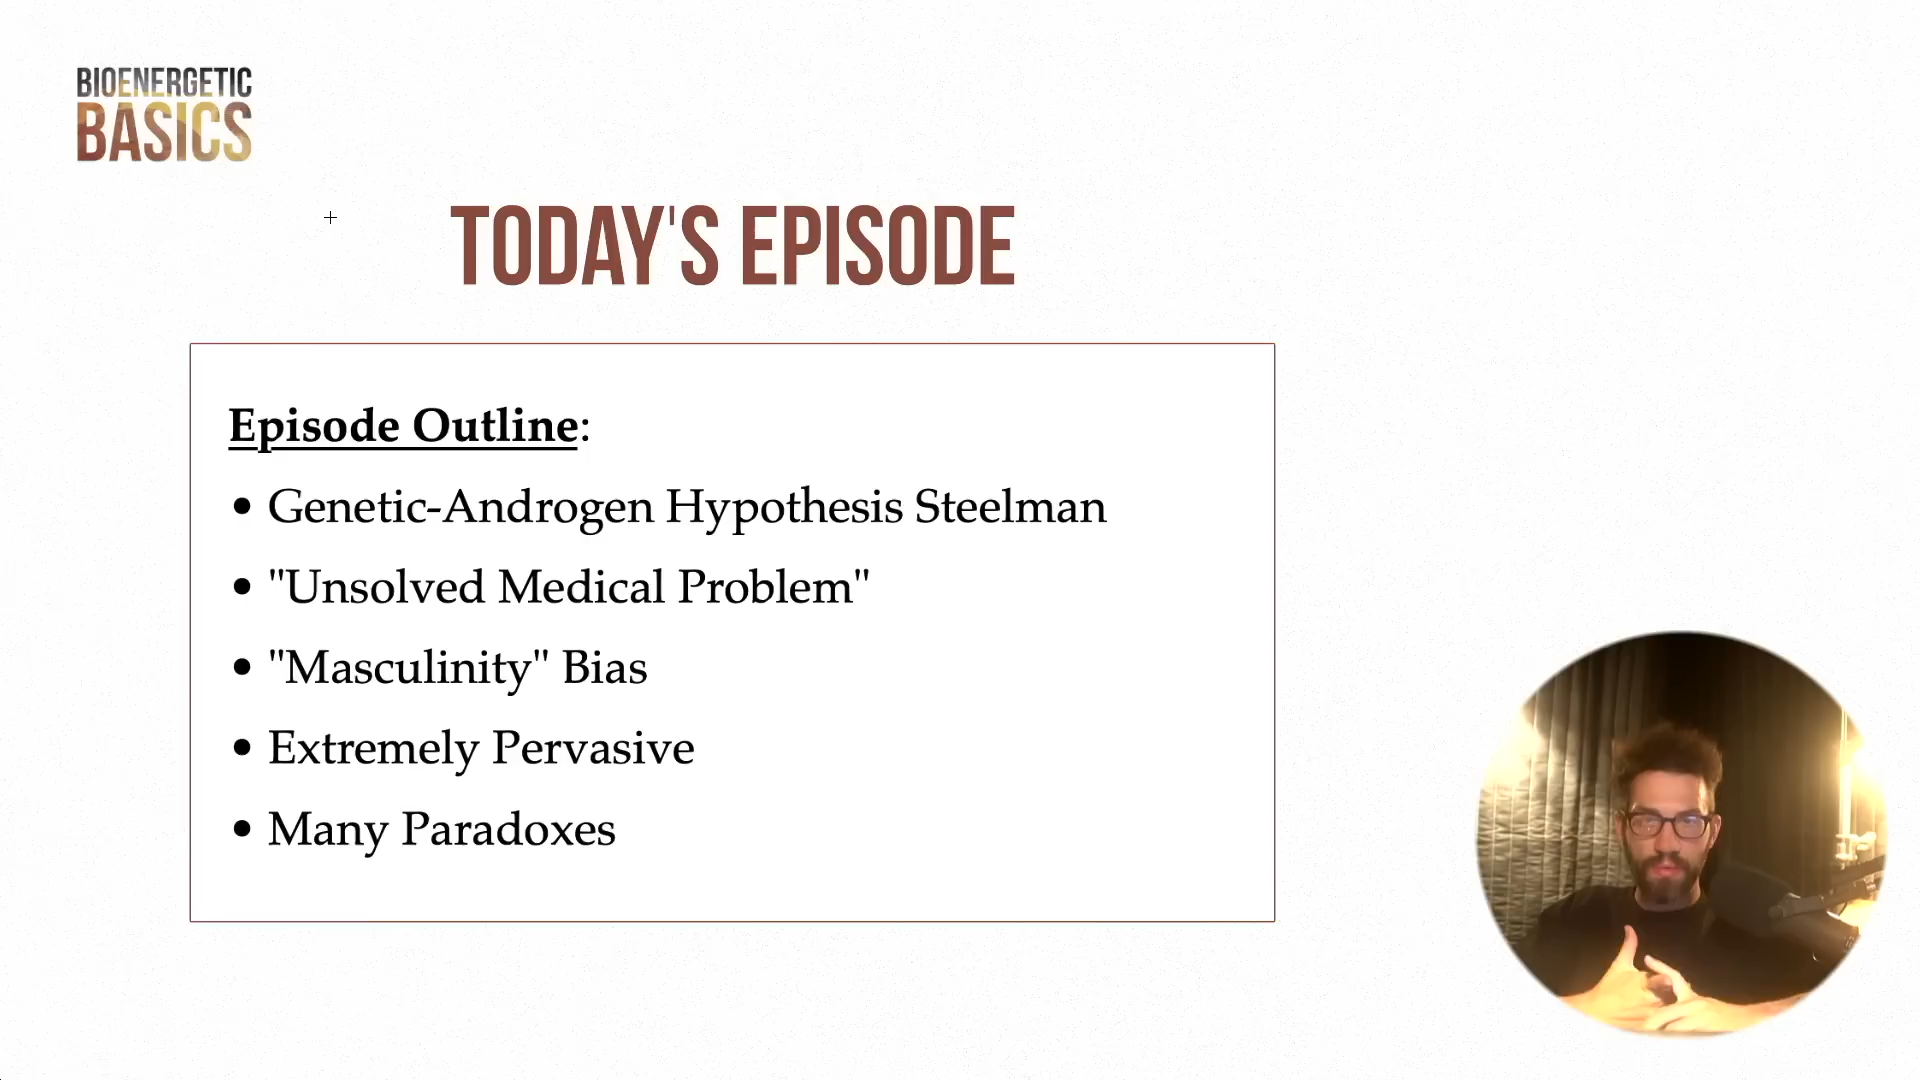 BIOENERGETIC
BASICS
TODAY'S EPISODE
Episode Outline:
• Genetic-Androgen Hypothesis Steelman
• "Unsolved Medical Problem"
• "Masculinity" Bias
• Extremely Pervasive
• Many Paradoxes